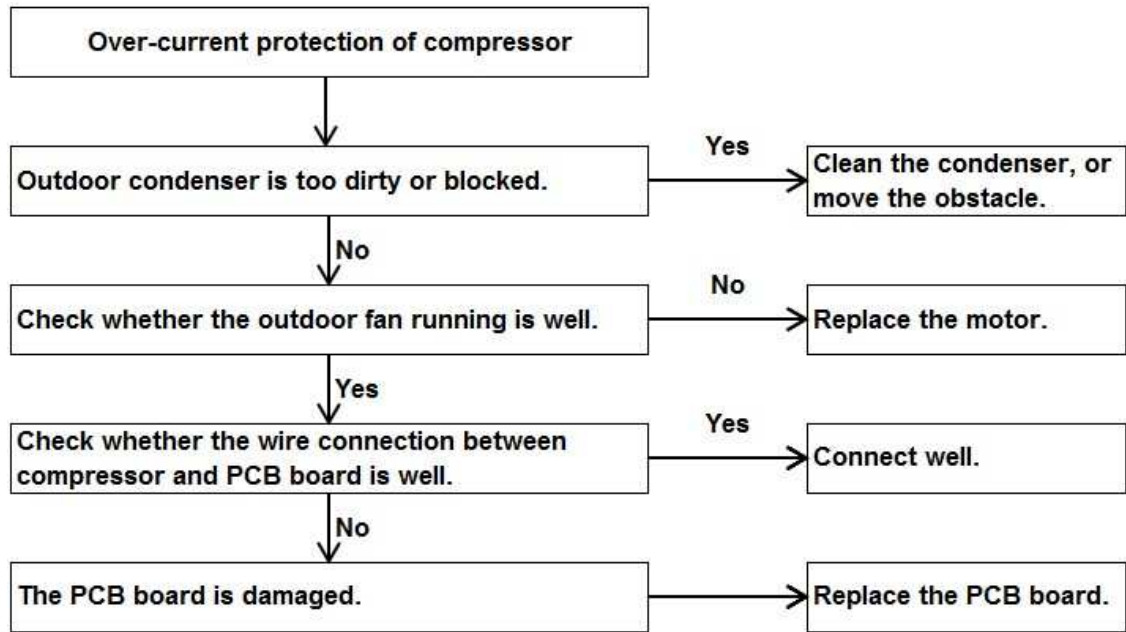 Over-current protection of compressor
Yes
Outdoor condenser is too dirty or blocked.
Clean the condenser, or
move the obstacle.
No
No
Check whether the outdoor fan running is well.
Replace the motor.
Yes
Yes
Check whether the wire connection between
compressor and PCB board is well.
Connect well.
No
The PCB board is damaged.
Replace the PCB board.